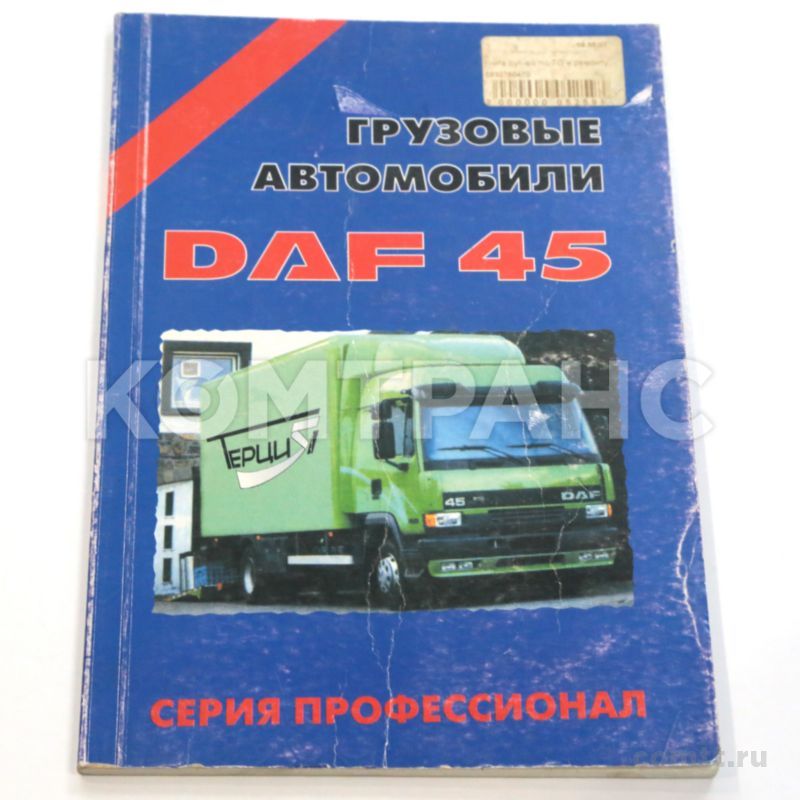 ГРУЗОВЫЕ
АВТОМОБИЛИ
DAF 45
КОМТРАНС
ТЕРЦИЯ
45 DAF
СЕРИЯ ПРОФЕССИОНАЛ